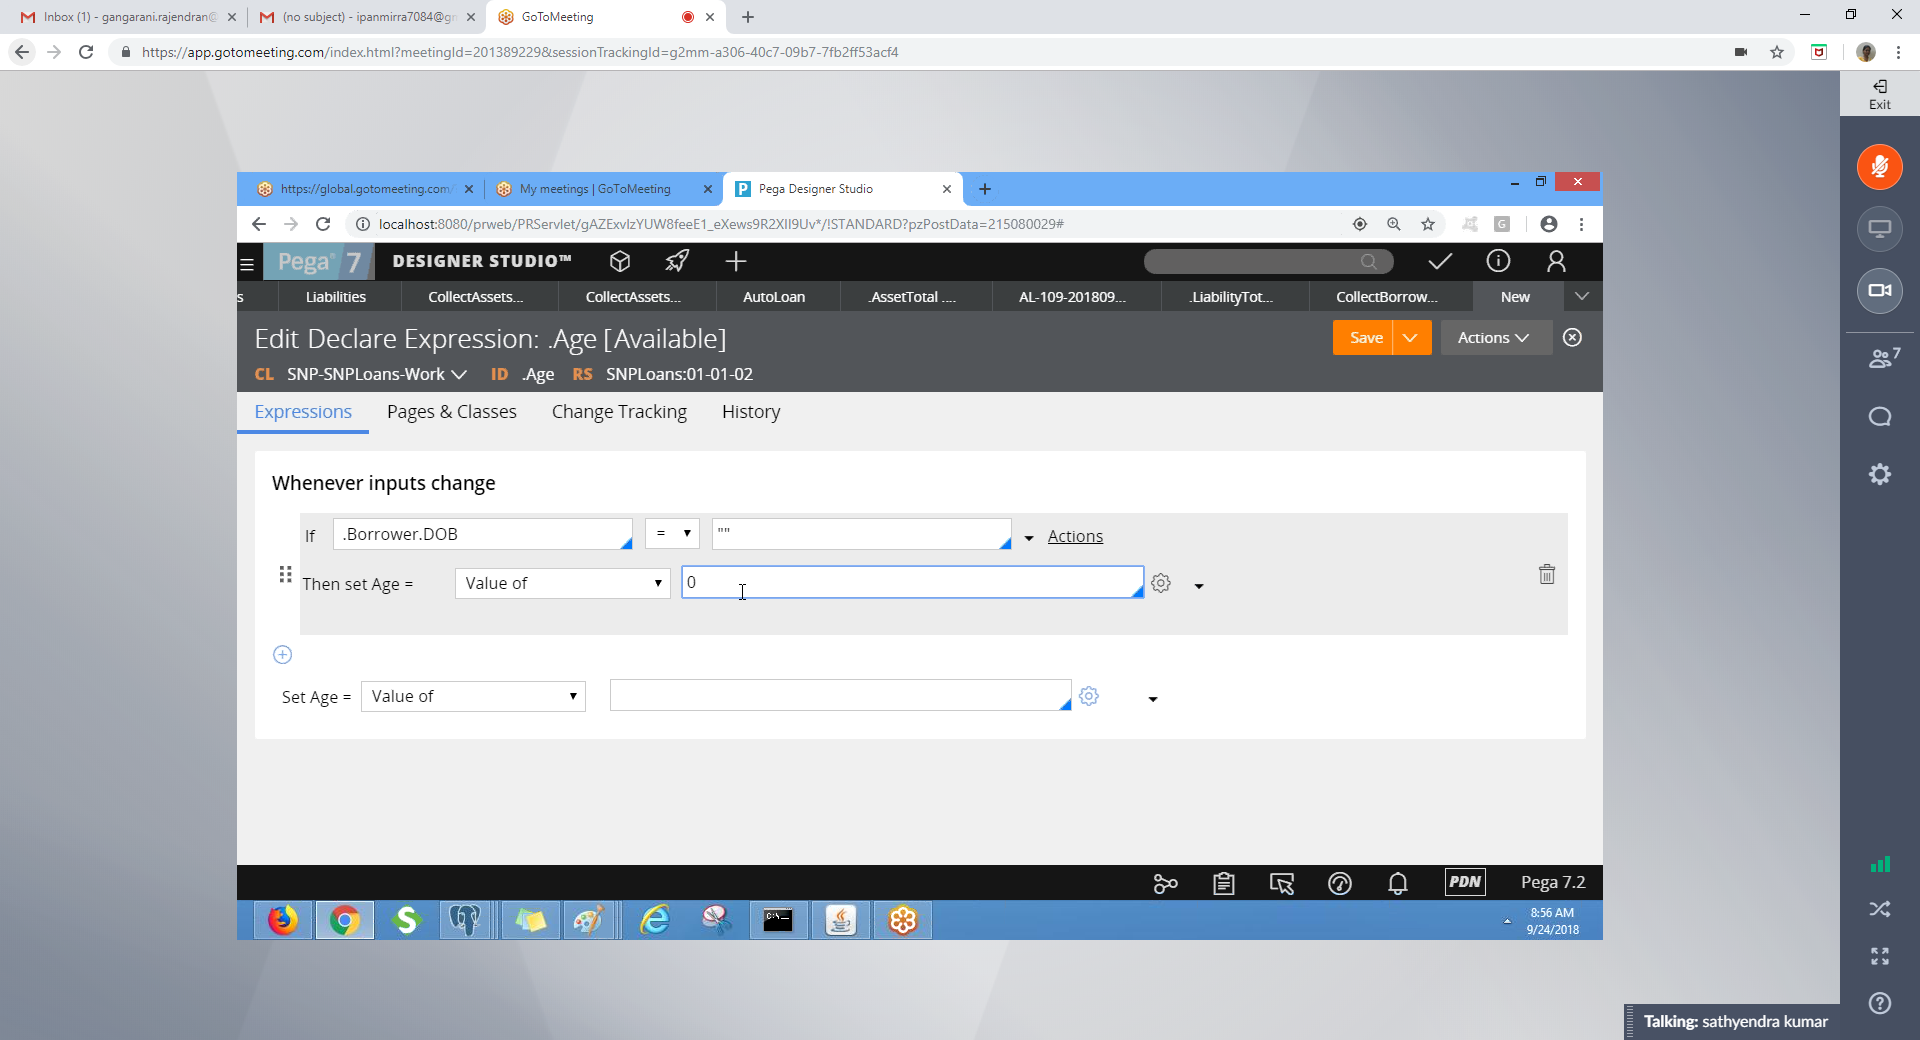 Inbox (1) - gangarani.rajendran@
(no subject) - ipanmirra7084@gr
GoToMeeting
https://app.gotomeeting.com/index.html?meetingId=201389229&sessionTrackingId=g2mm-a306-40c7-09b7-7fb2ff53acf4
Exit
https://global.gotomeeting.com/
My meetings | GoToMeeting
Pega Designer Studio
localhost:8080/prweb/PRServlet/gAZExvlzYUW8feeE1_eXews9R2XII9Uv*/!STANDARD?pzPostData=215080029#
Pega 7 DESIGNER STUDIO™
s
Liabilities
CollectAssets...
CollectAssets...
AutoLoan
.AssetTotal ....
AL-109-201809...
.LiabilityTot...
CollectBorrow...
New
Edit Declare Expression: .Age [Available]
Save
Actions
CL SNP-SNPLoans-Work ID .Age RS SNPLoans:01-01-02
Expressions
Pages & Classes
Change Tracking
History
Whenever inputs change
If .Borrower.DOB = "" Actions
Then set Age = Value of 0
Set Age = Value of
PDN
Pega 7.2
C:\
8:56 AM
9/24/2018
7
Talking: sathyendra kumar